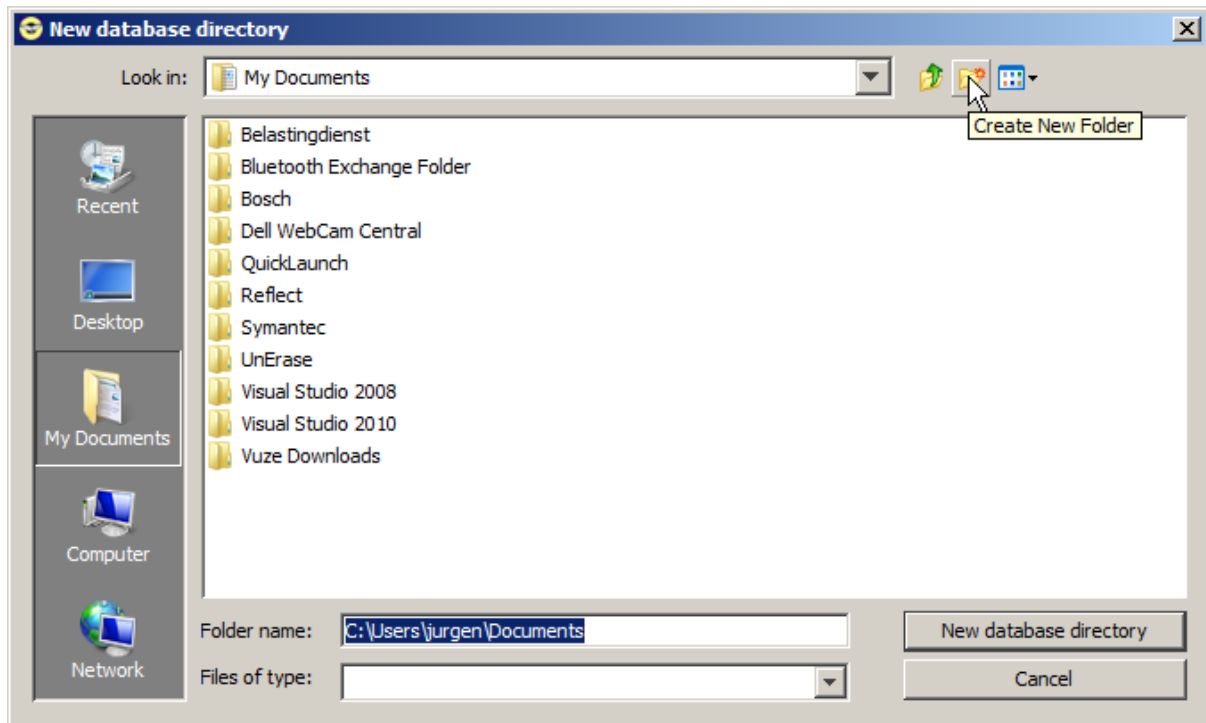 New database directory
Look in: My Documents
Create New Folder
Recent
Desktop
My Documents
Computer
Network
Belastingdienst
Bluetooth Exchange Folder
Bosch
Dell WebCam Central
QuickLaunch
Reflect
Symantec
UnErase
Visual Studio 2008
Visual Studio 2010
Vuze Downloads
Folder name: C:\Users\jurgen\Documents
New database directory
Files of type:
Cancel